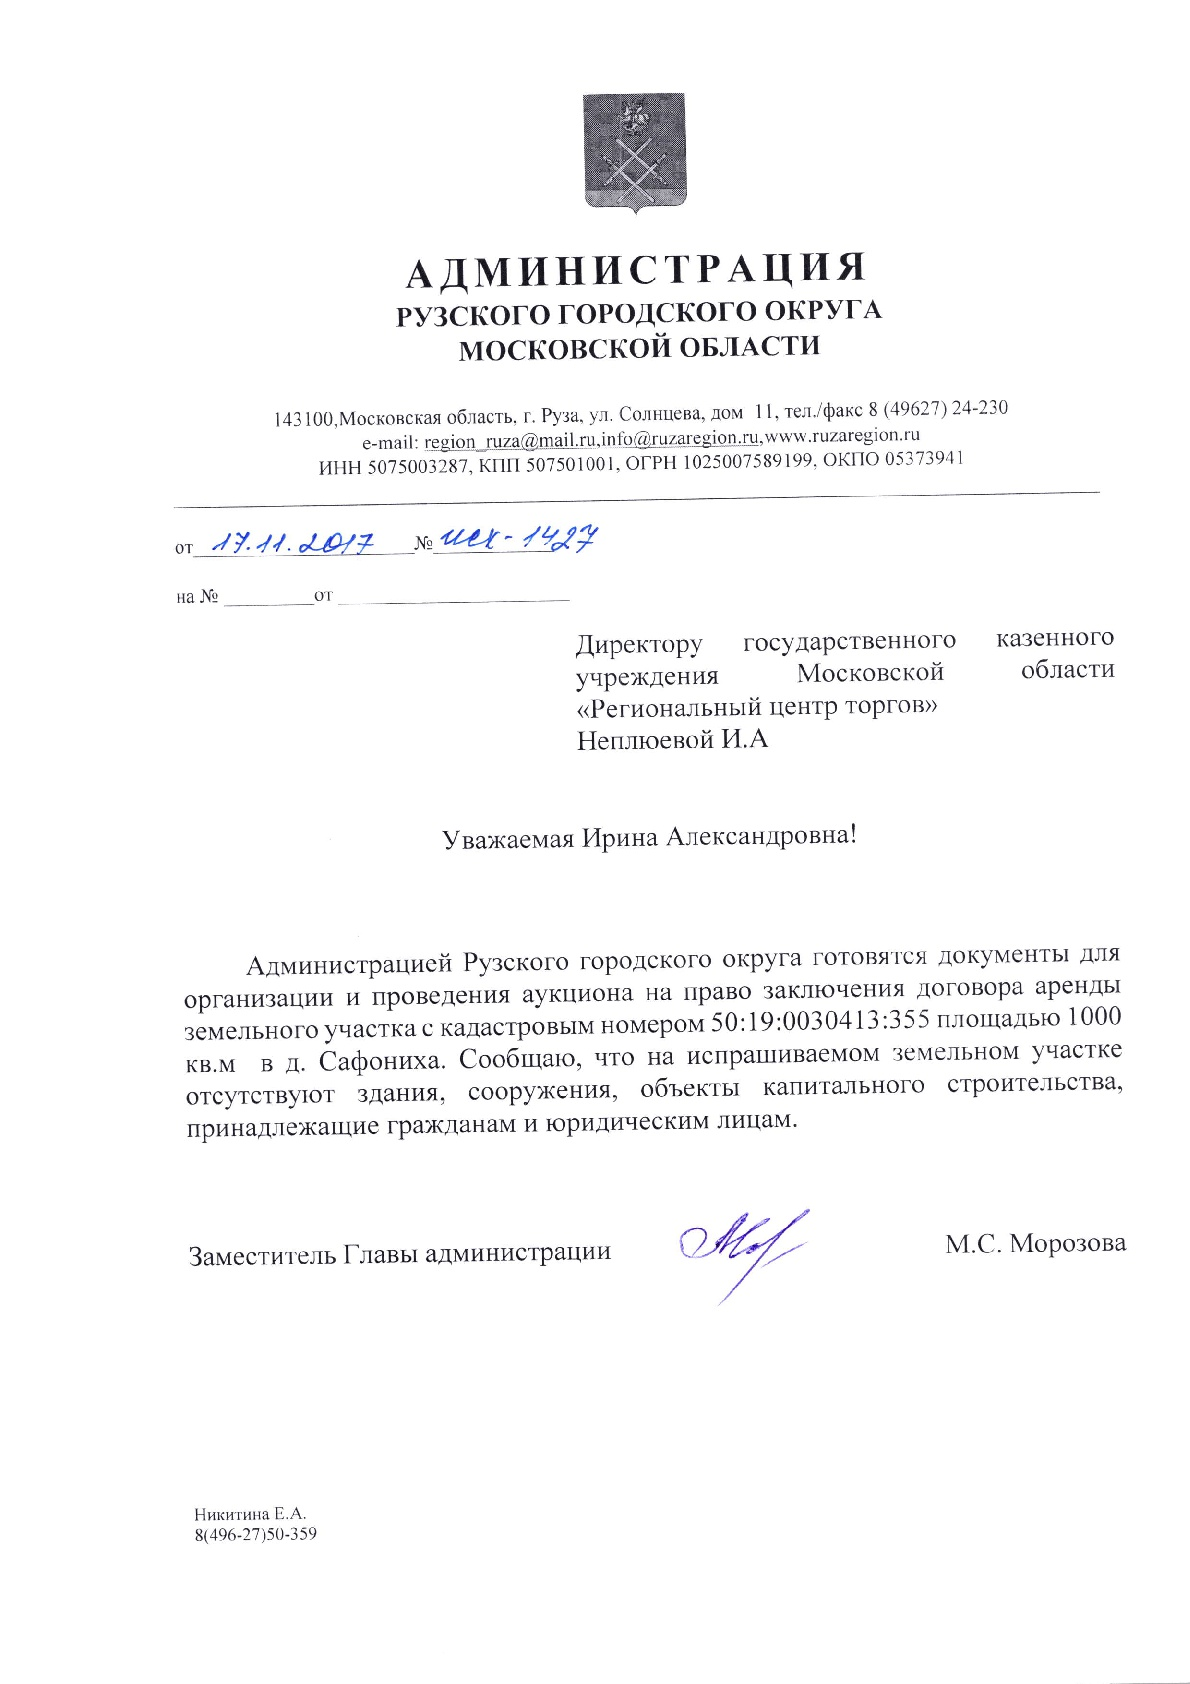 АДМИНИСТРАЦИЯ
РУЗСКОГО ГОРОДСКОГО ОКРУГА
МОСКОВСКОЙ ОБЛАСТИ
143100,Московская область, г. Руза, ул. Солнцева, дом 11, тел./факс 8 (49627) 24-230
e-mail: region_ruza@mail.ru,info@ruzaregion.ru,www.ruzaregion.ru
ИНН 5075003287, КПП 507501001, ОГРН 1025007589199, ОКПО 05373941
от 17.11.2017 № исх-1427
на № __________от __________________________
Директору государственного казенного
учреждения Московской области
«Региональный центр торгов»
Неплюевой И.А
Уважаемая Ирина Александровна!
Администрацией Рузского городского округа готовятся документы для
организации и проведения аукциона на право заключения договора аренды
земельного участка с кадастровым номером 50:19:0030413:355 площадью 1000
кв.м в д. Сафониха. Сообщаю, что на испрашиваемом земельном участке
отсутствуют здания, сооружения, объекты капитального строительства,
принадлежащие гражданам и юридическим лицам.
Заместитель Главы администрации М.С. Морозова
Никитина Е.А.
8(496-27)50-359